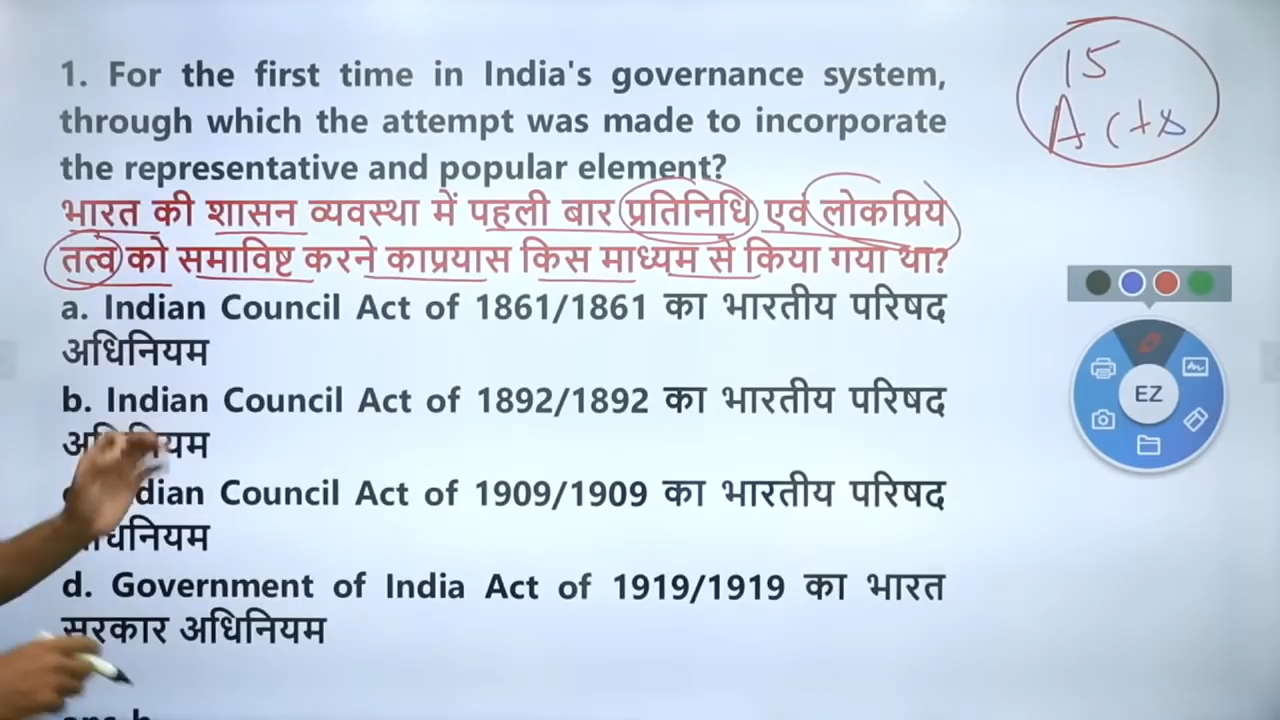 1. For the first time in India's governance system,
through which the attempt was made to incorporate
the representative and popular element?
भारत की शासन व्यवस्था में पहली बार प्रतिनिधि एवं लोकप्रिय
तत्व को समाविष्ट करने काप्रयास किस माध्यम से किया गया था?
a. Indian Council Act of 1861/1861 का भारतीय परिषद
अधिनियम
b. Indian Council Act of 1892/1892 का भारतीय परिषद
Council Act of 1909/1909 का भारतीय परिषद
d. Government of India Act of 1919/1919 का भारत
सरकार अधिनियम
15
Acts
EZ